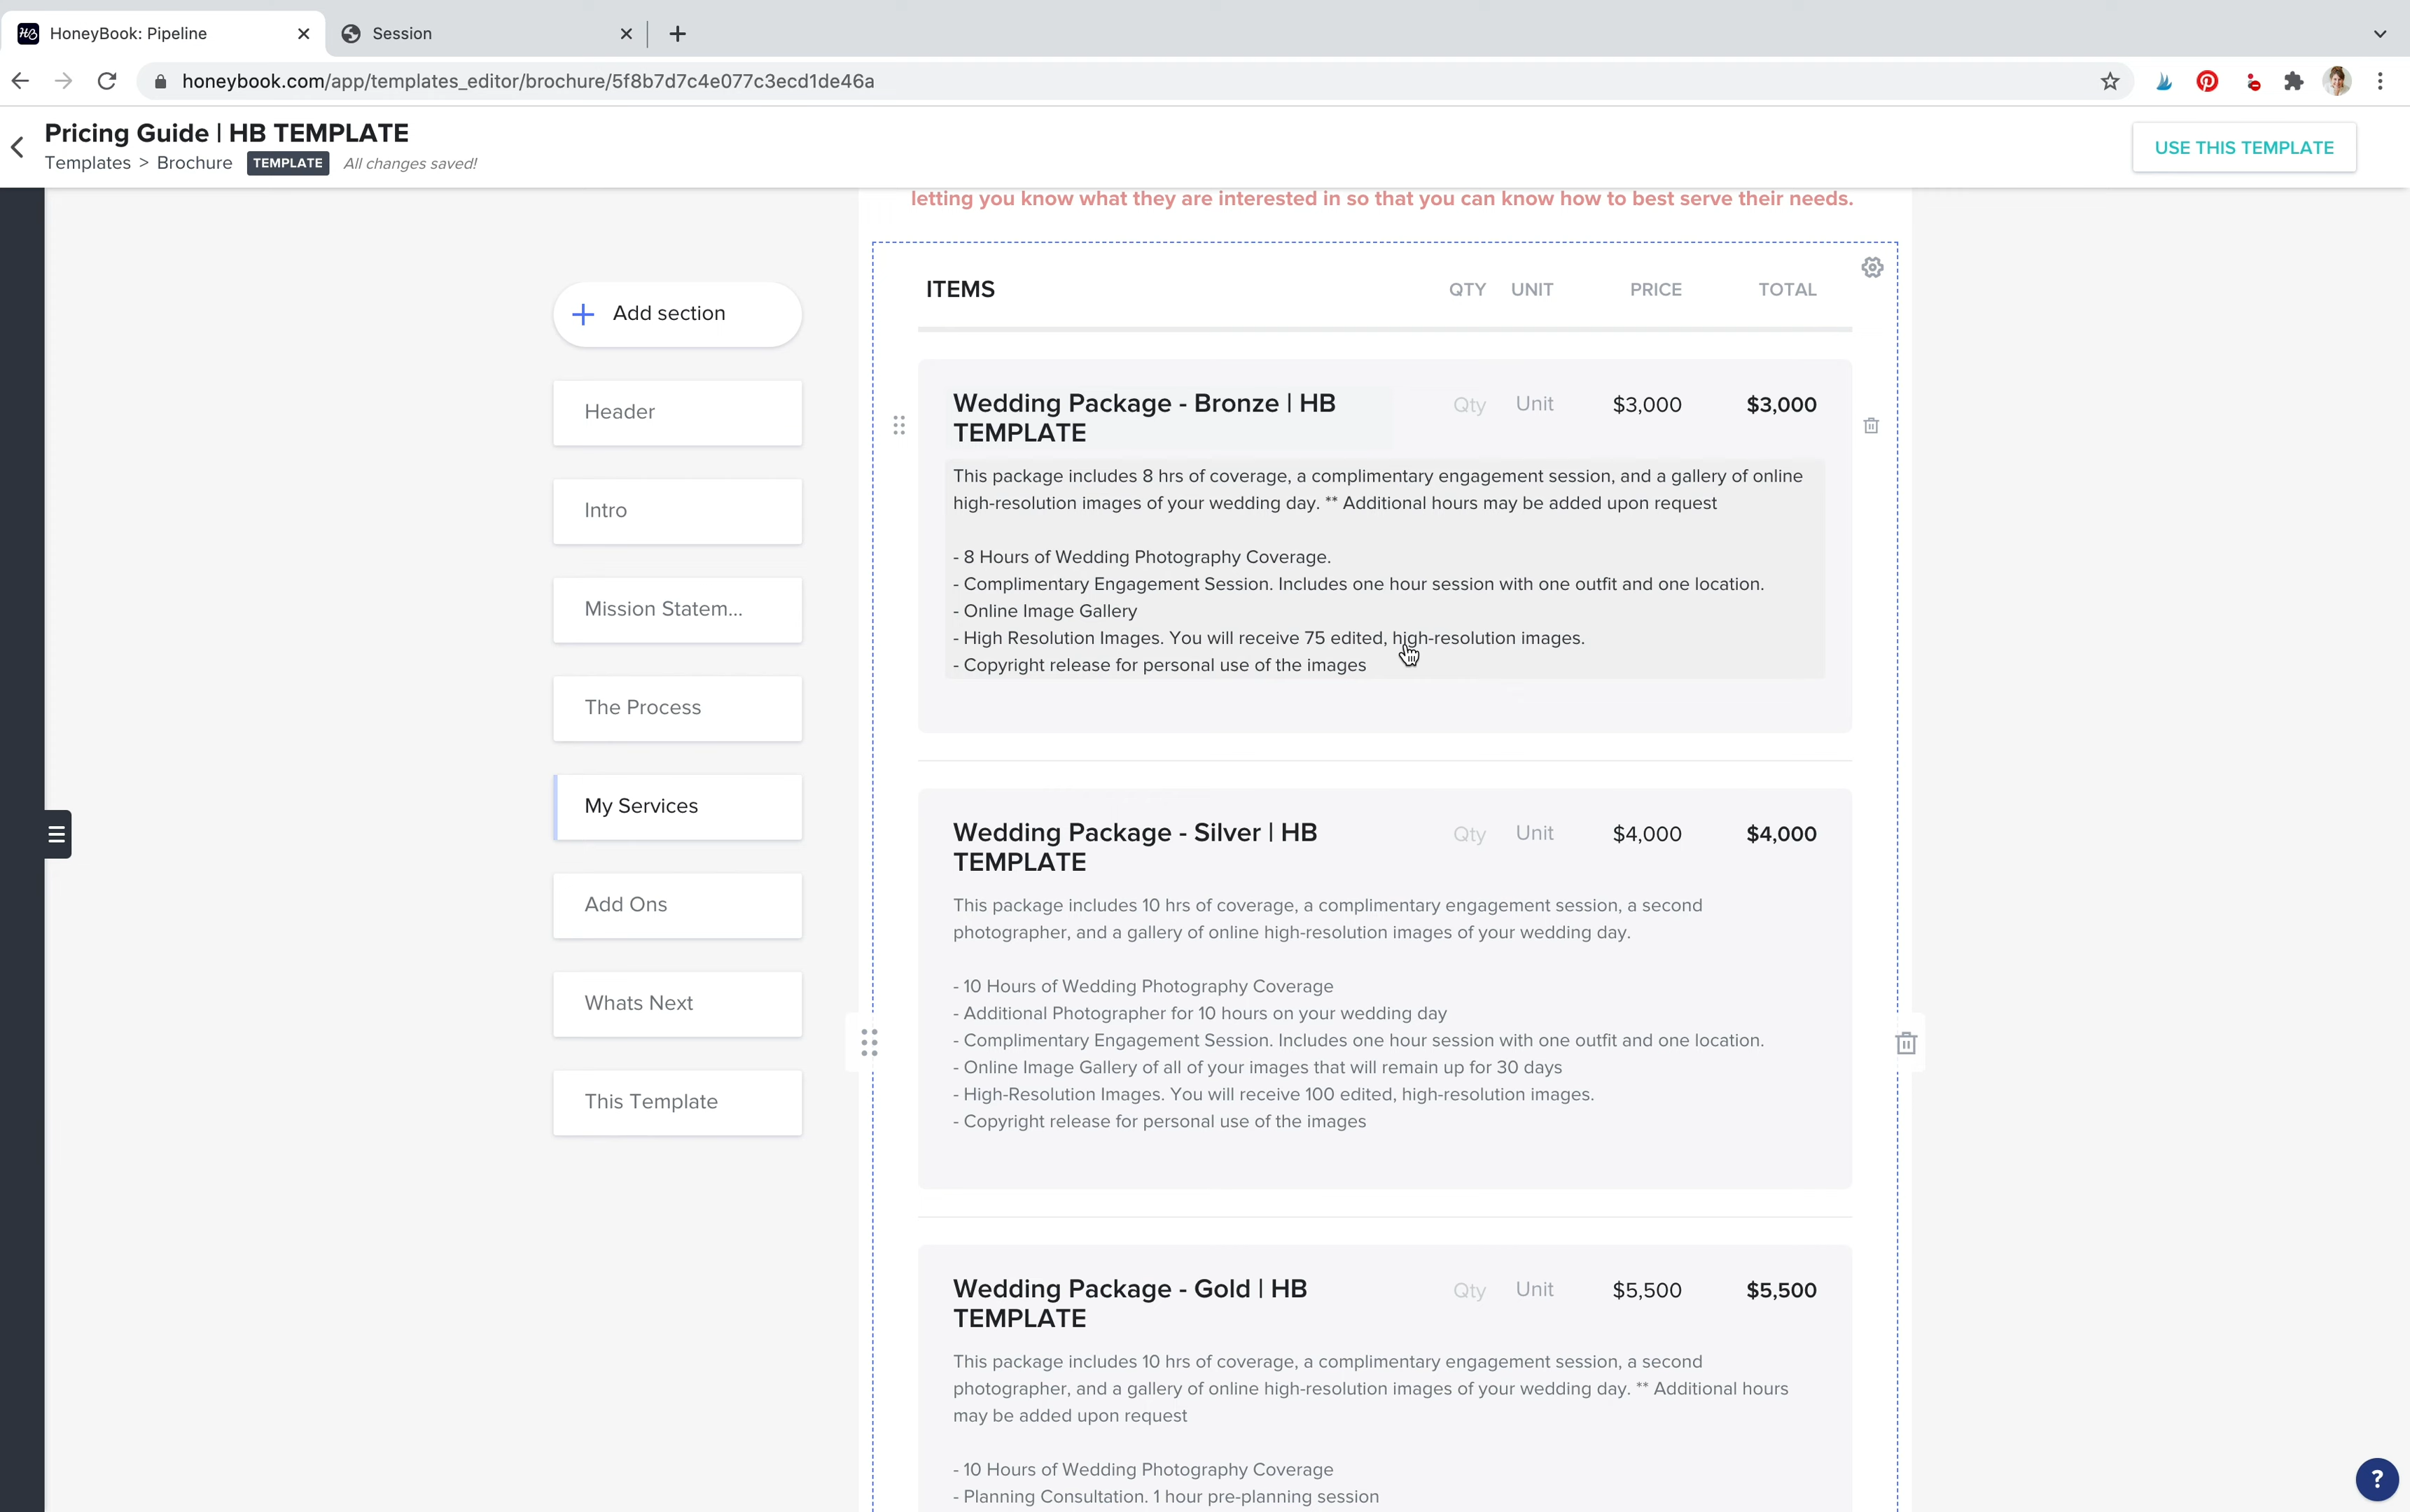 HB HoneyBook: Pipeline
Session
honeybook.com/app/templates_editor/brochure/5f8b7d7c4e077c3ecd1de46a
Pricing Guide | HB TEMPLATE
Templates > Brochure TEMPLATE All changes saved!
USE THIS TEMPLATE
letting you know what they are interested in so that you can know how to best serve their needs.
Add section
Header
Intro
Mission Statem...
The Process
My Services
Add Ons
Whats Next
This Template
ITEMS QTY UNIT PRICE TOTAL
Wedding Package - Bronze | HB Qty Unit $3,000 $3,000
TEMPLATE
This package includes 8 hrs of coverage, a complimentary engagement session, and a gallery of online
high-resolution images of your wedding day. ** Additional hours may be added upon request
- 8 Hours of Wedding Photography Coverage.
- Complimentary Engagement Session. Includes one hour session with one outfit and one location.
- Online Image Gallery
- High Resolution Images. You will receive 75 edited, high-resolution images.
- Copyright release for personal use of the images
Wedding Package - Silver | HB Qty Unit $4,000 $4,000
TEMPLATE
This package includes 10 hrs of coverage, a complimentary engagement session, a second
photographer, and a gallery of online high-resolution images of your wedding day.
- 10 Hours of Wedding Photography Coverage
- Additional Photographer for 10 hours on your wedding day
- Complimentary Engagement Session. Includes one hour session with one outfit and one location.
- Online Image Gallery of all of your images that will remain up for 30 days
- High-Resolution Images. You will receive 100 edited, high-resolution images.
- Copyright release for personal use of the images
Wedding Package - Gold | HB Qty Unit $5,500 $5,500
TEMPLATE
This package includes 10 hrs of coverage, a complimentary engagement session, a second
photographer, and a gallery of online high-resolution images of your wedding day. ** Additional hours
may be added upon request
- 10 Hours of Wedding Photography Coverage
- Planning Consultation. 1 hour pre-planning session
?